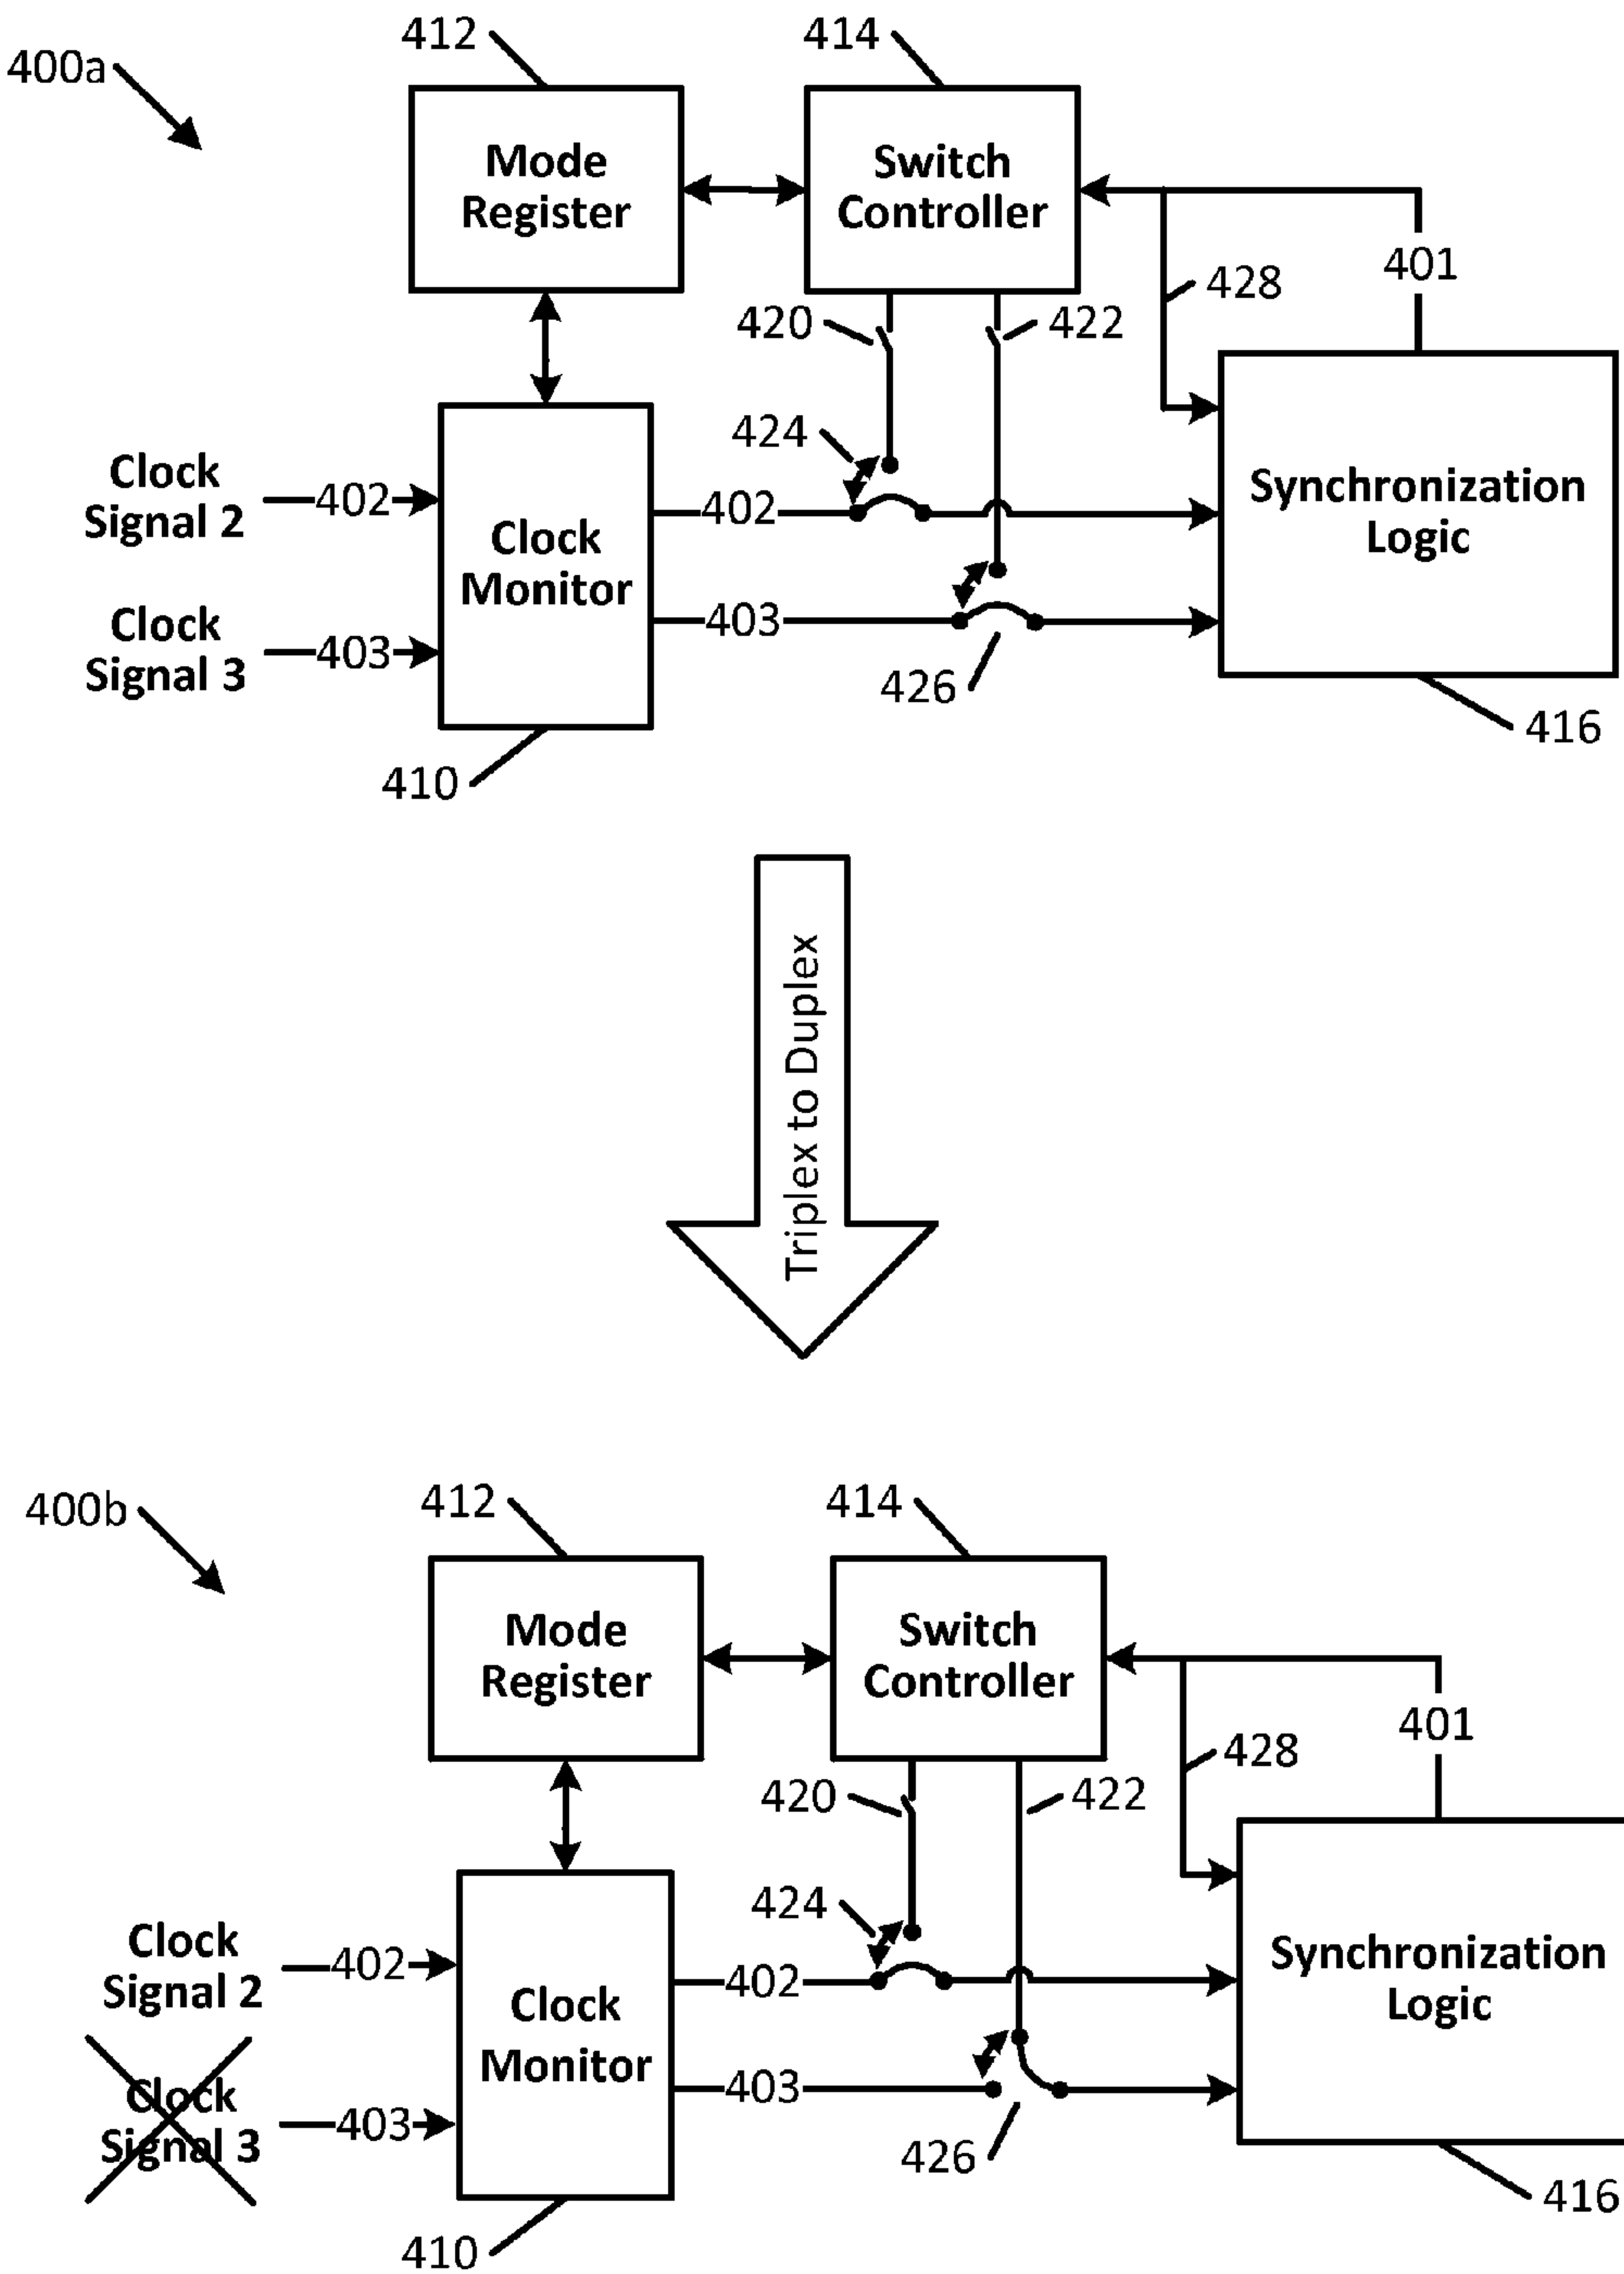 400a
412
414
Mode
Register
Switch
Controller
401
428
420
422
424
Clock
Signal 2
402
402
Clock
Monitor
Synchronization
Logic
Clock
Signal 3
403
403
426
416
410
Triplex to Duplex
400b
412
414
Mode
Register
Switch
Controller
401
428
420
422
424
Clock
Signal 2
402
402
Clock
Monitor
Synchronization
Logic
Clock
Signal 3
403
403
426
416
410